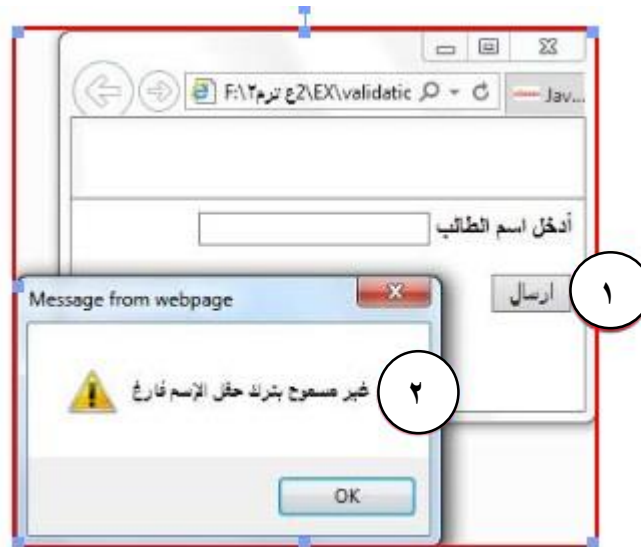 F:\ع ترم٢\2\EX\validatic
Jav...
أدخل اسم الطالب
ارسال
١
Message from webpage
غير مسموح بترك حقل الإسم فارغ
٢
OK